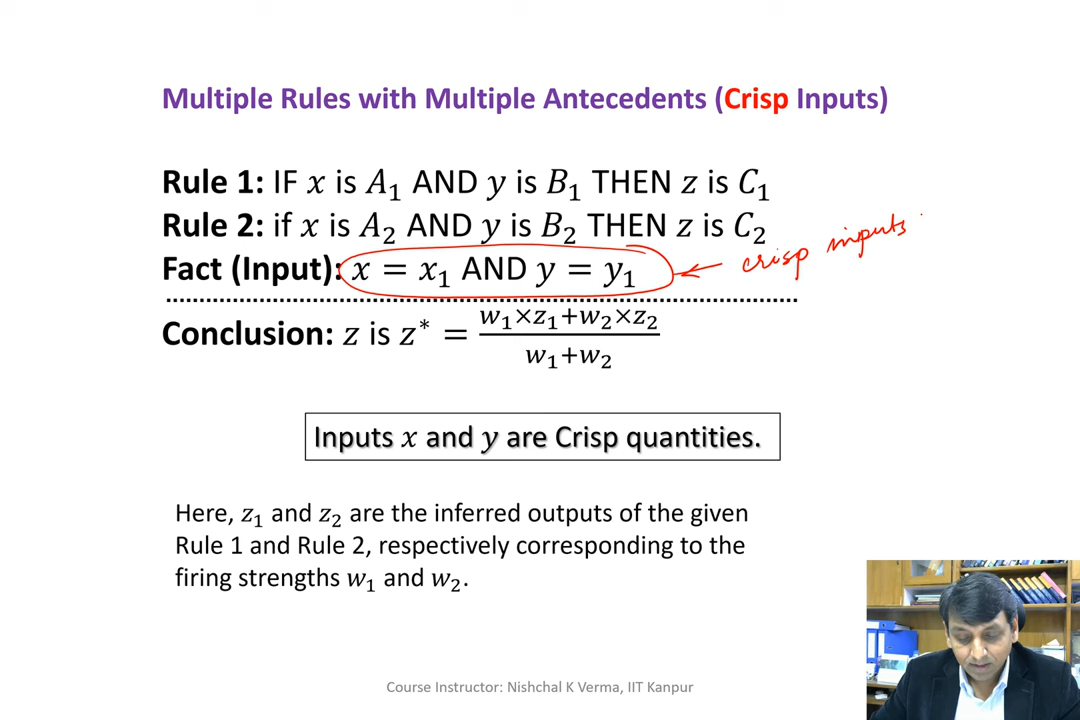 Multiple Rules with Multiple Antecedents (Crisp Inputs)
Rule 1: IF x is A₁ AND y is B₁ THEN z is C₁
Rule 2: if x is A₂ AND y is B₂ THEN z is C₂
Fact (Input): x = x₁ AND y = y₁ ← crisp inputs
Conclusion: z is z* = (w₁×z₁+w₂×z₂)/(w₁+w₂)
Inputs x and y are Crisp quantities.
Here, z₁ and z₂ are the inferred outputs of the given
Rule 1 and Rule 2, respectively corresponding to the
firing strengths w₁ and w₂.
Course Instructor: Nishchal K Verma, IIT Kanpur